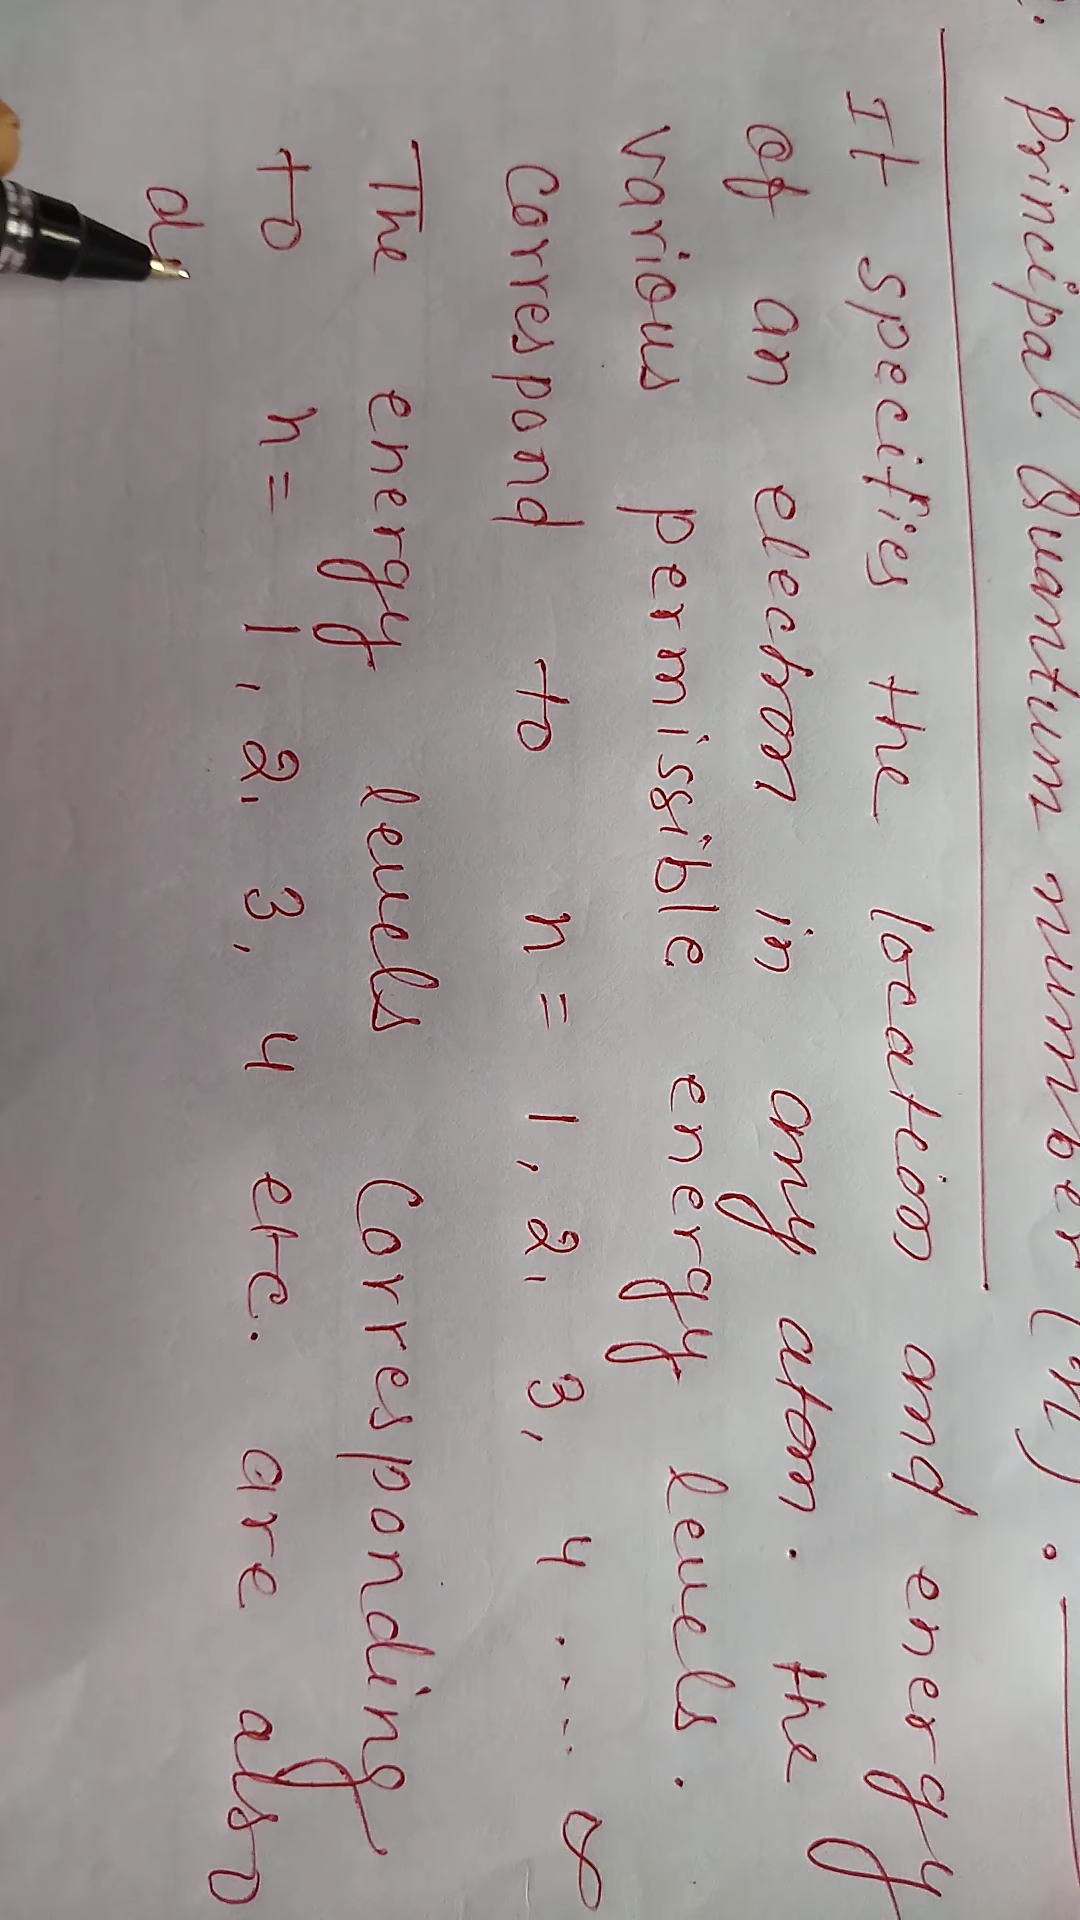 Principal Quantum number (n).
It specifies the location and energy
of an electron in any atom. the
various permissible energy levels.
Correspond to n = 1, 2, 3, 4 .... ∞
The energy levels Corresponding
to n = 1, 2, 3, 4 etc. are also